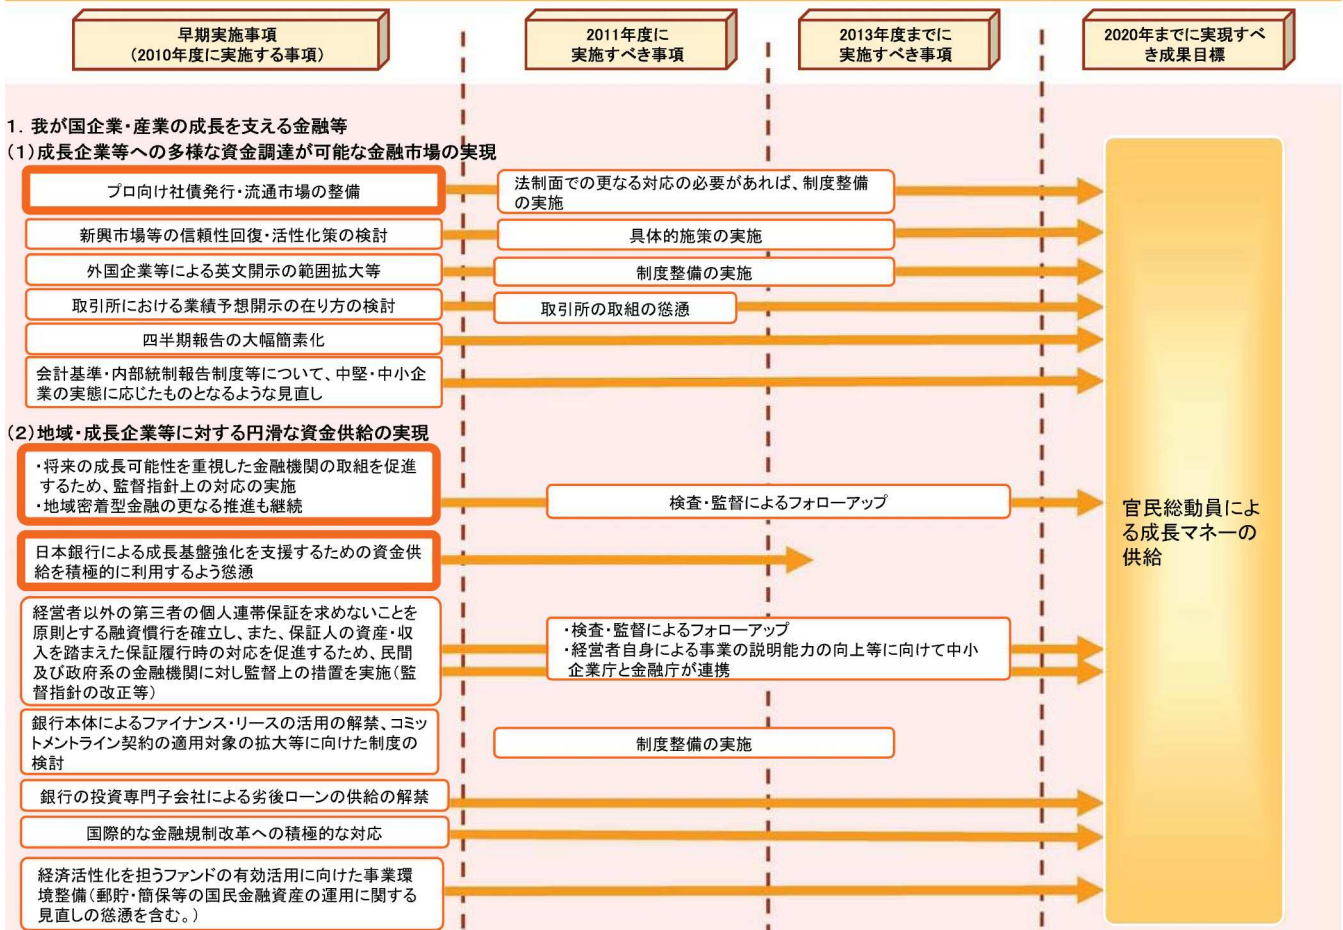 早期実施事項
(2010年度に実施する事項)
2011年度に
実施すべき事項
2013年度までに
実施すべき事項
2020年までに実現すべ
き成果目標
1. 我が国企業・産業の成長を支える金融等
(1)成長企業等への多様な資金調達が可能な金融市場の実現
プロ向け社債発行・流通市場の整備
法制面での更なる対応の必要があれば、制度整備
の実施
新興市場等の信頼性回復・活性化策の検討
具体的施策の実施
外国企業等による英文開示の範囲拡大等
制度整備の実施
取引所における業績予想開示の在り方の検討
取引所の取組の慫慂
四半期報告の大幅簡素化
会計基準・内部統制報告制度等について、中堅・中小企
業の実態に応じたものとなるような見直し
(2)地域・成長企業等に対する円滑な資金供給の実現
・将来の成長可能性を重視した金融機関の取組を促進
するため、監督指針上の対応の実施
・地域密着型金融の更なる推進も継続
検査・監督によるフォローアップ
日本銀行による成長基盤強化を支援するための資金供
給を積極的に利用するよう慫慂
経営者以外の第三者の個人連帯保証を求めないことを
原則とする融資慣行を確立し、また、保証人の資産・収
入を踏まえた保証履行時の対応を促進するため、民間
及び政府系の金融機関に対し監督上の措置を実施(監
督指針の改正等)
・検査・監督によるフォローアップ
・経営者自身による事業の説明能力の向上等に向けて中小
企業庁と金融庁が連携
銀行本体によるファイナンス・リースの活用の解禁、コミッ
トメントライン契約の適用対象の拡大等に向けた制度の
検討
制度整備の実施
銀行の投資専門子会社による劣後ローンの供給の解禁
国際的な金融規制改革への積極的な対応
経済活性化を担うファンドの有効活用に向けた事業環
境整備(郵貯・簡保等の国民金融資産の運用に関する
見直しの慫慂を含む。)
官民総動員によ
る成長マネーの
供給